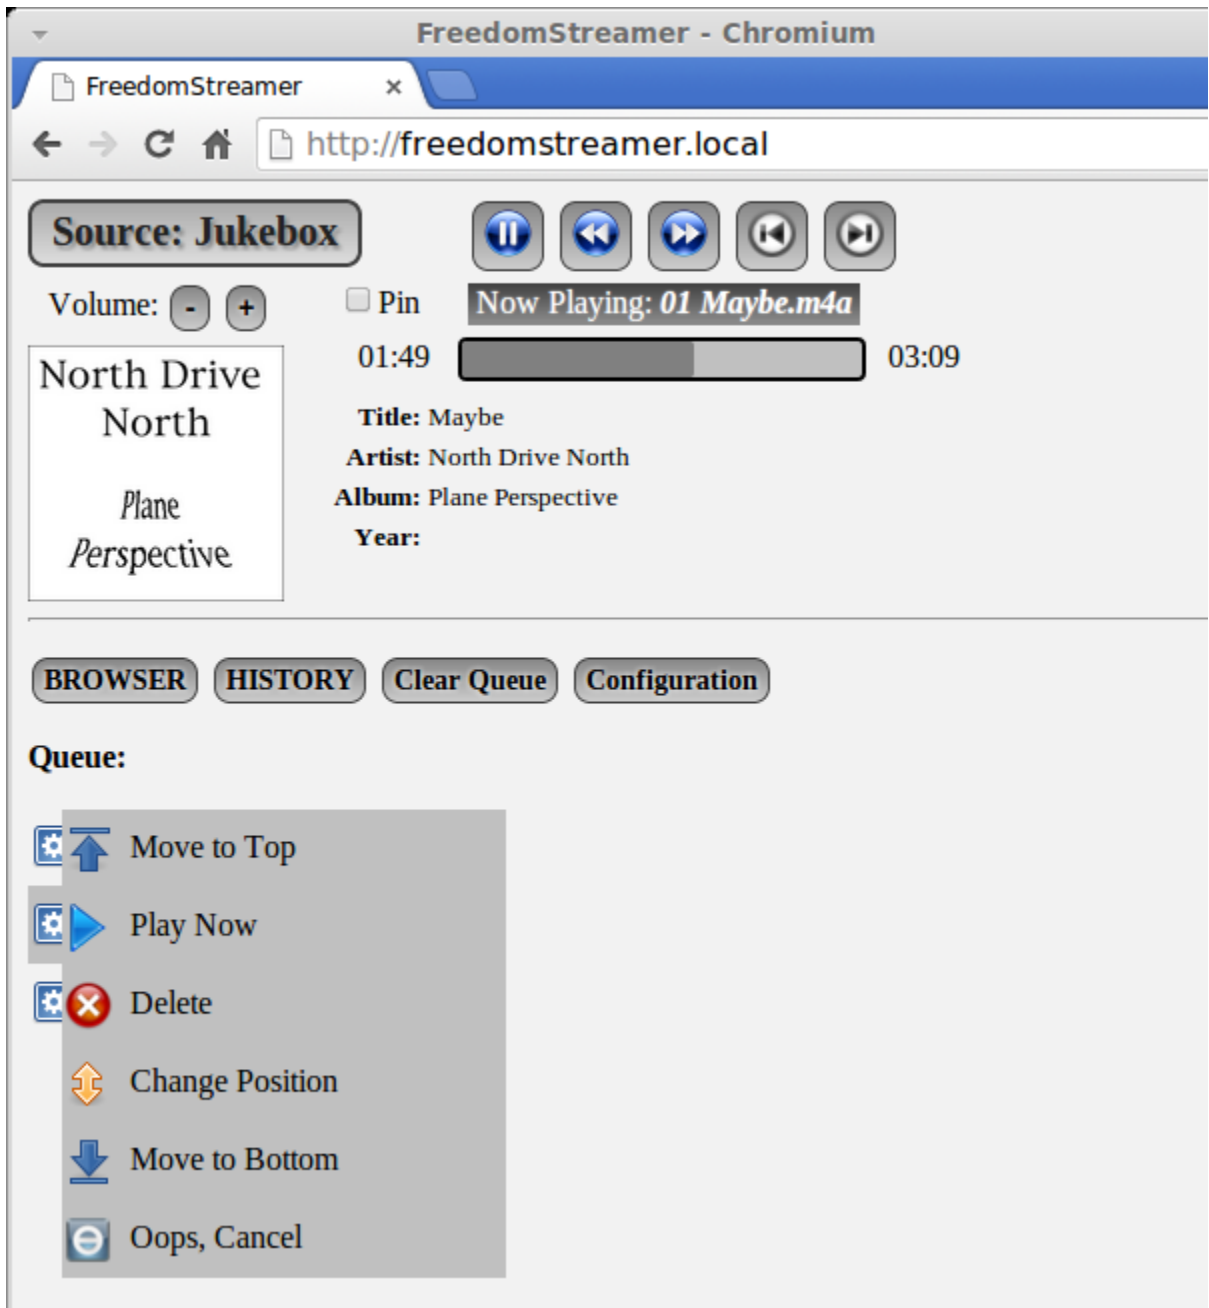 FreedomStreamer - Chromium
FreedomStreamer ×
http://freedomstreamer.local
Source: Jukebox
Volume: - + Pin Now Playing: 01 Maybe.m4a
01:49 03:09
North Drive
North
Plane
Perspective
Title: Maybe
Artist: North Drive North
Album: Plane Perspective
Year:
BROWSER HISTORY Clear Queue Configuration
Queue:
Move to Top
Play Now
Delete
Change Position
Move to Bottom
Oops, Cancel